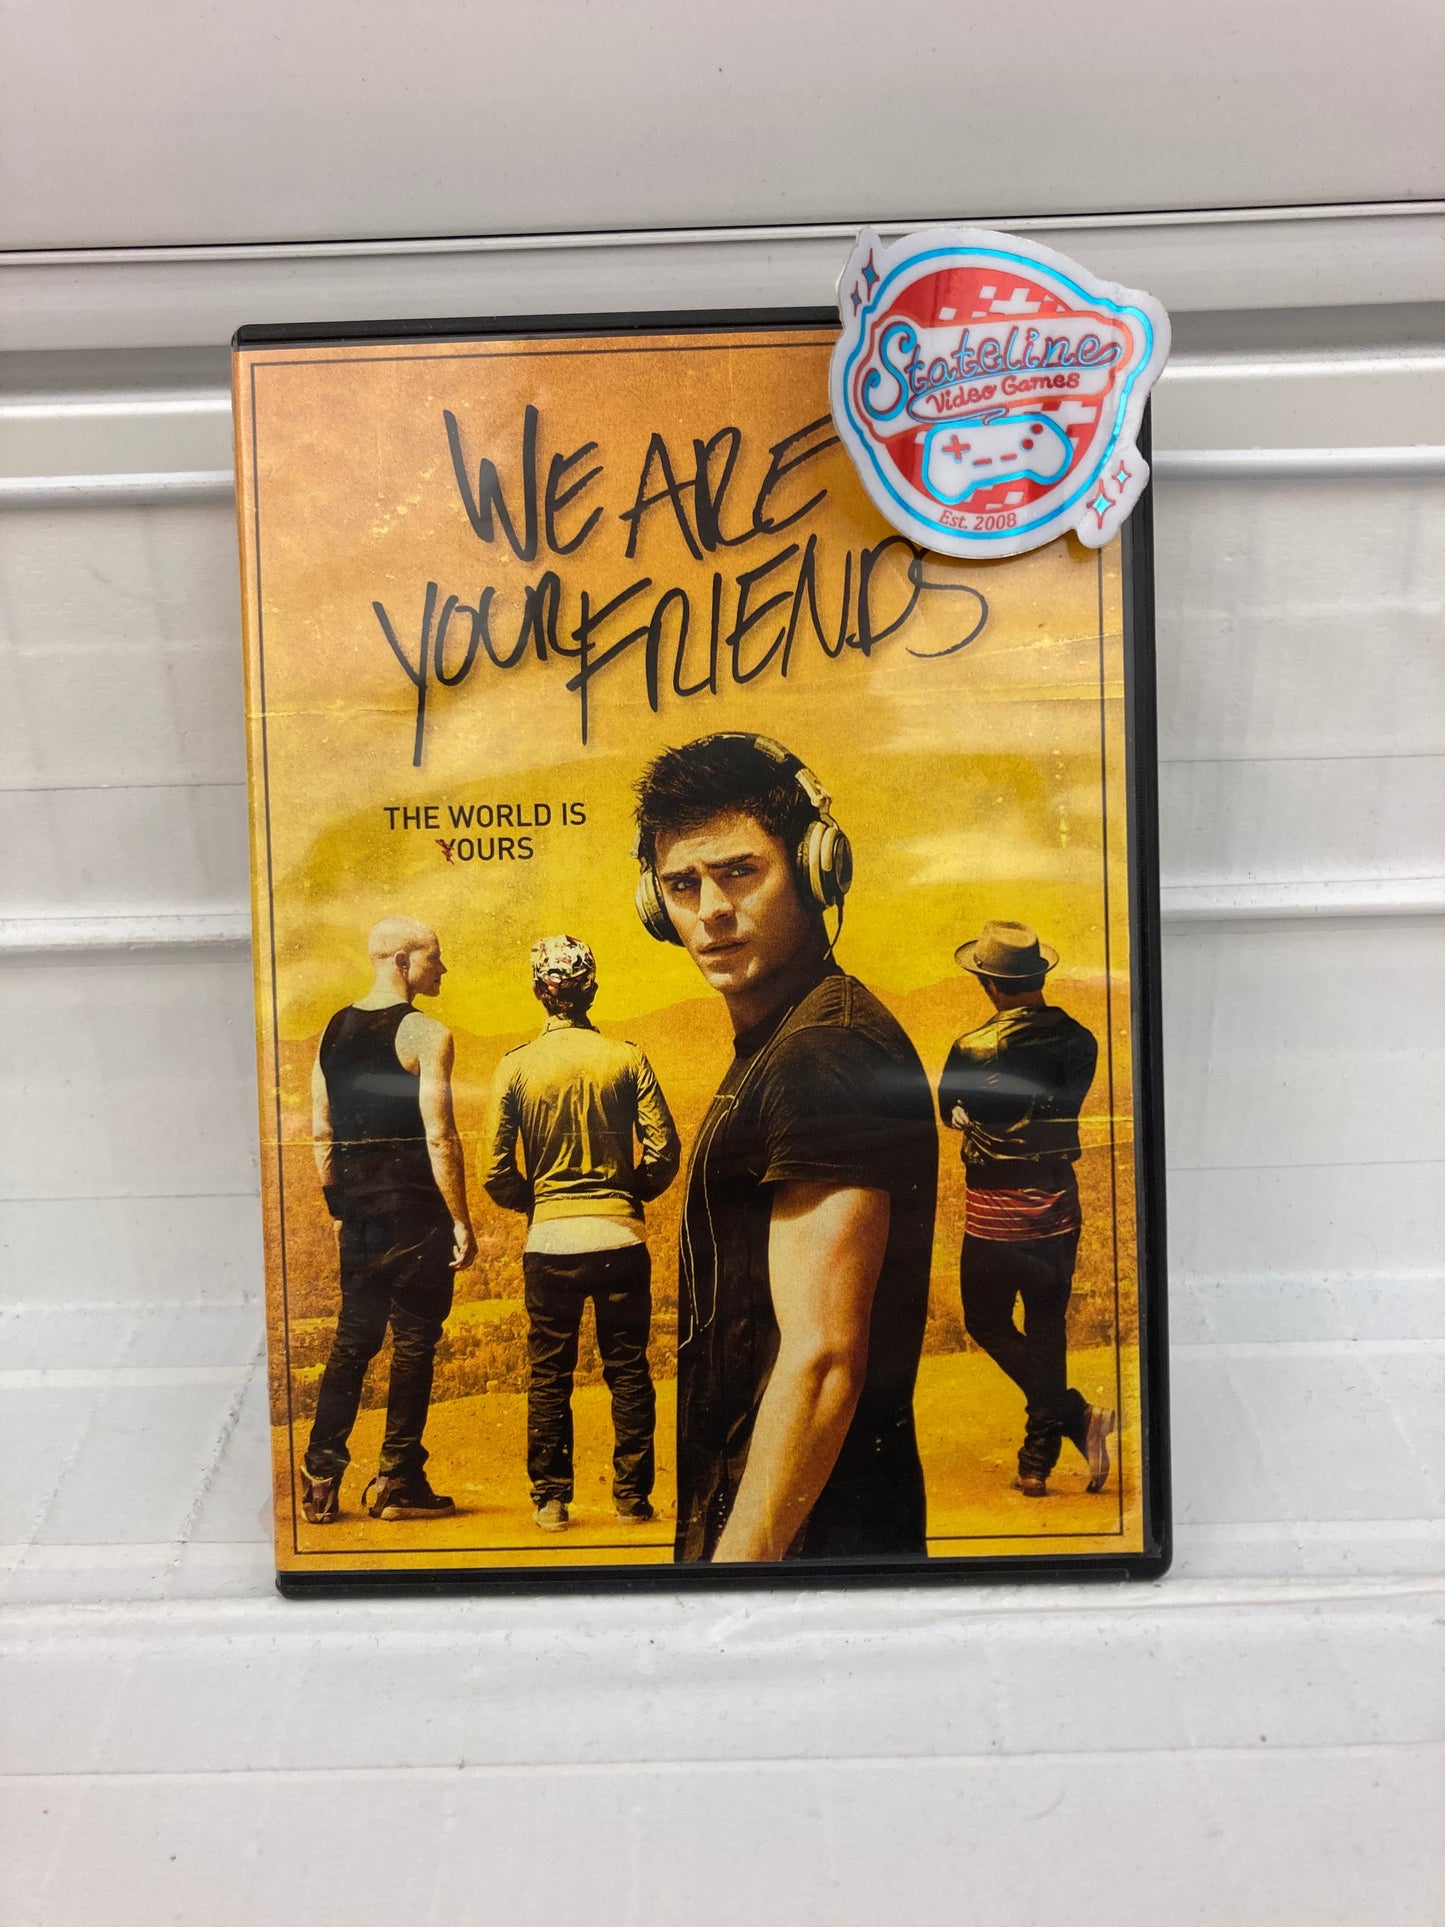 Stateline
Video Games
Est. 2008
WE ARE
YOUR FRIENDS
THE WORLD IS
YOURS